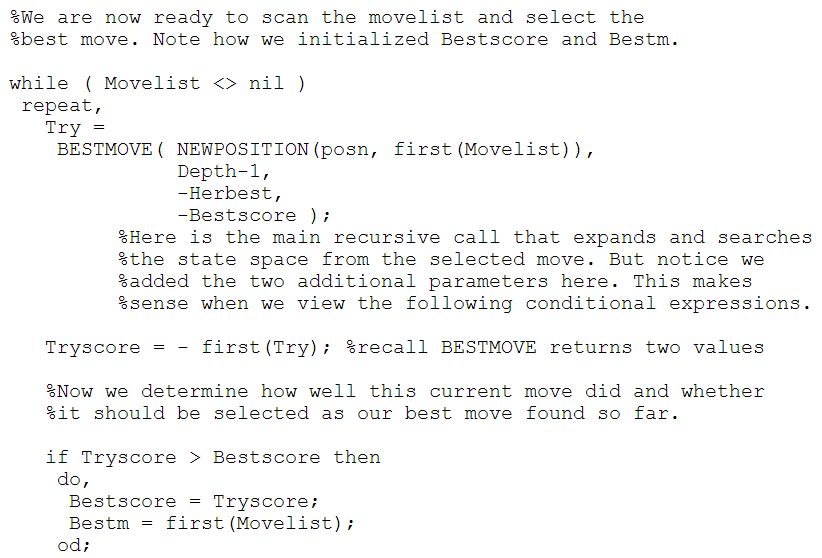 %We are now ready to scan the movelist and select the
%best move. Note how we initialized Bestscore and Bestm.
while ( Movelist <> nil )
repeat,
Try =
BESTMOVE( NEWPOSITION(posn, first(Movelist)),
Depth-1,
-Herbest,
-Bestscore );
%Here is the main recursive call that expands and searches
%the state space from the selected move. But notice we
%added the two additional parameters here. This makes
%sense when we view the following conditional expressions.
Tryscore = - first(Try); %recall BESTMOVE returns two values
%Now we determine how well this current move did and whether
%it should be selected as our best move found so far.
if Tryscore > Bestscore then
do,
Bestscore = Tryscore;
Bestm = first(Movelist);
od;